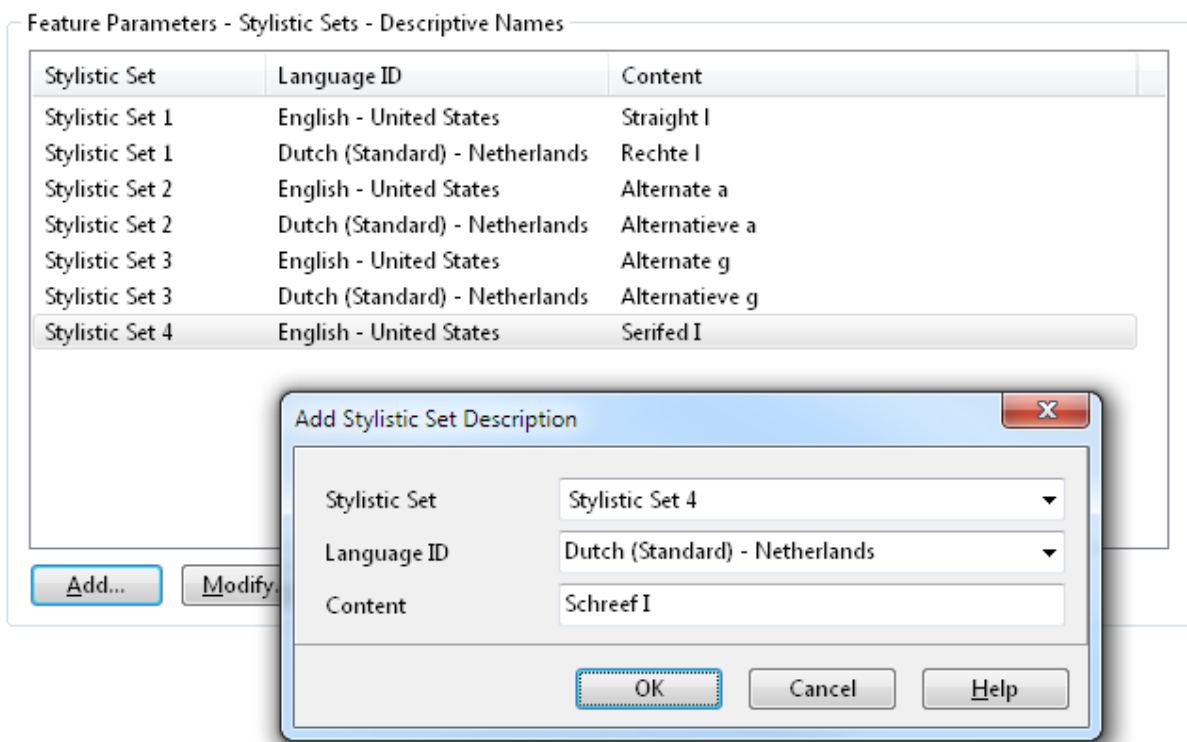 Feature Parameters - Stylistic Sets - Descriptive Names
Stylistic Set Language ID Content
Stylistic Set 1 English - United States Straight l
Stylistic Set 1 Dutch (Standard) - Netherlands Rechte l
Stylistic Set 2 English - United States Alternate a
Stylistic Set 2 Dutch (Standard) - Netherlands Alternatieve a
Stylistic Set 3 English - United States Alternate g
Stylistic Set 3 Dutch (Standard) - Netherlands Alternatieve g
Stylistic Set 4 English - United States Serifed I
Add Stylistic Set Description
Stylistic Set Stylistic Set 4
Language ID Dutch (Standard) - Netherlands
Content Schreef I
Add... Modify.
OK Cancel Help